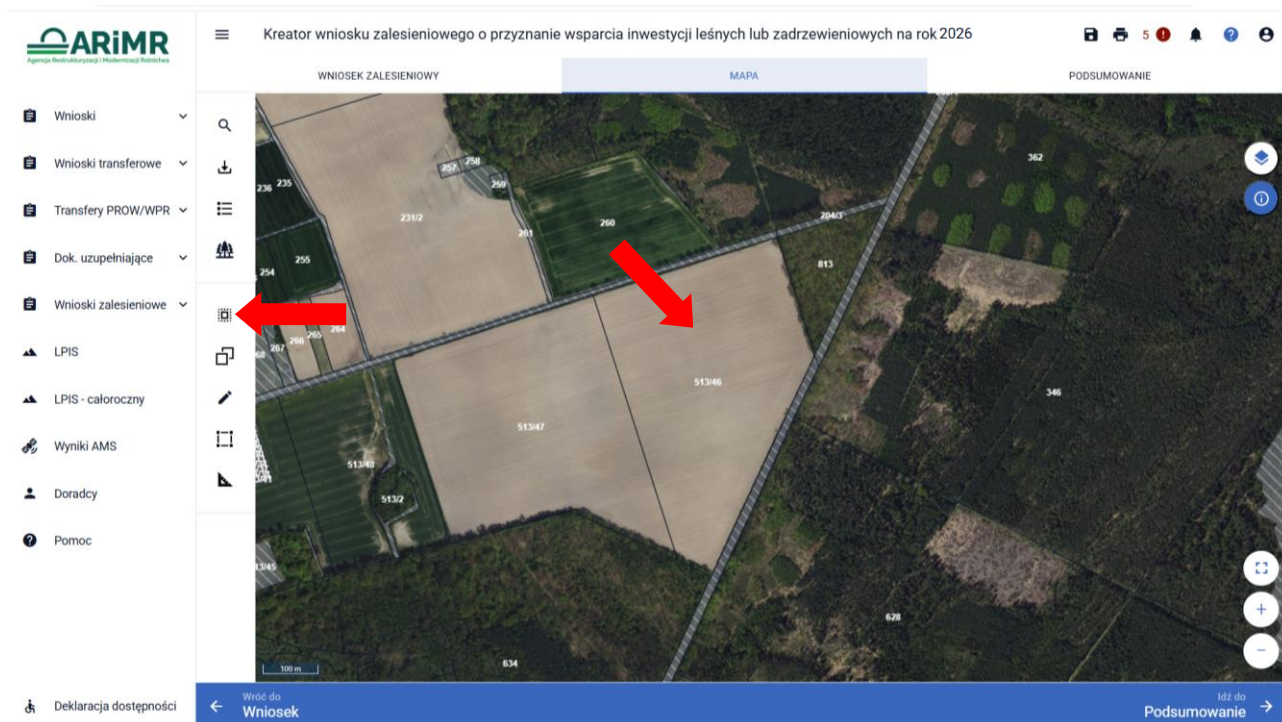 ARiMR
Agencja Restrukturyzacji i Modernizacji Rolnictwa
Kreator wniosku zalesieniowego o przyznanie wsparcia inwestycji leśnych lub zadrzewieniowych na rok 2026
5
WNIOSEK ZALESIENIOWY
MAPA
PODSUMOWANIE
Wnioski
Wnioski transferowe
Transfery PROW/WPR
Dok. uzupełniające
Wnioski zalesieniowe
LPIS
LPIS - całoroczny
Wyniki AMS
Doradcy
Pomoc
Deklaracja dostępności
257
258
259
236
235
231/2
261
260
204/3
362
813
255
254
264
265
266
267
68
513/46
346
513/47
513/48
513/2
13/45
628
634
100 m
Wróć do
Wniosek
Idź do
Podsumowanie